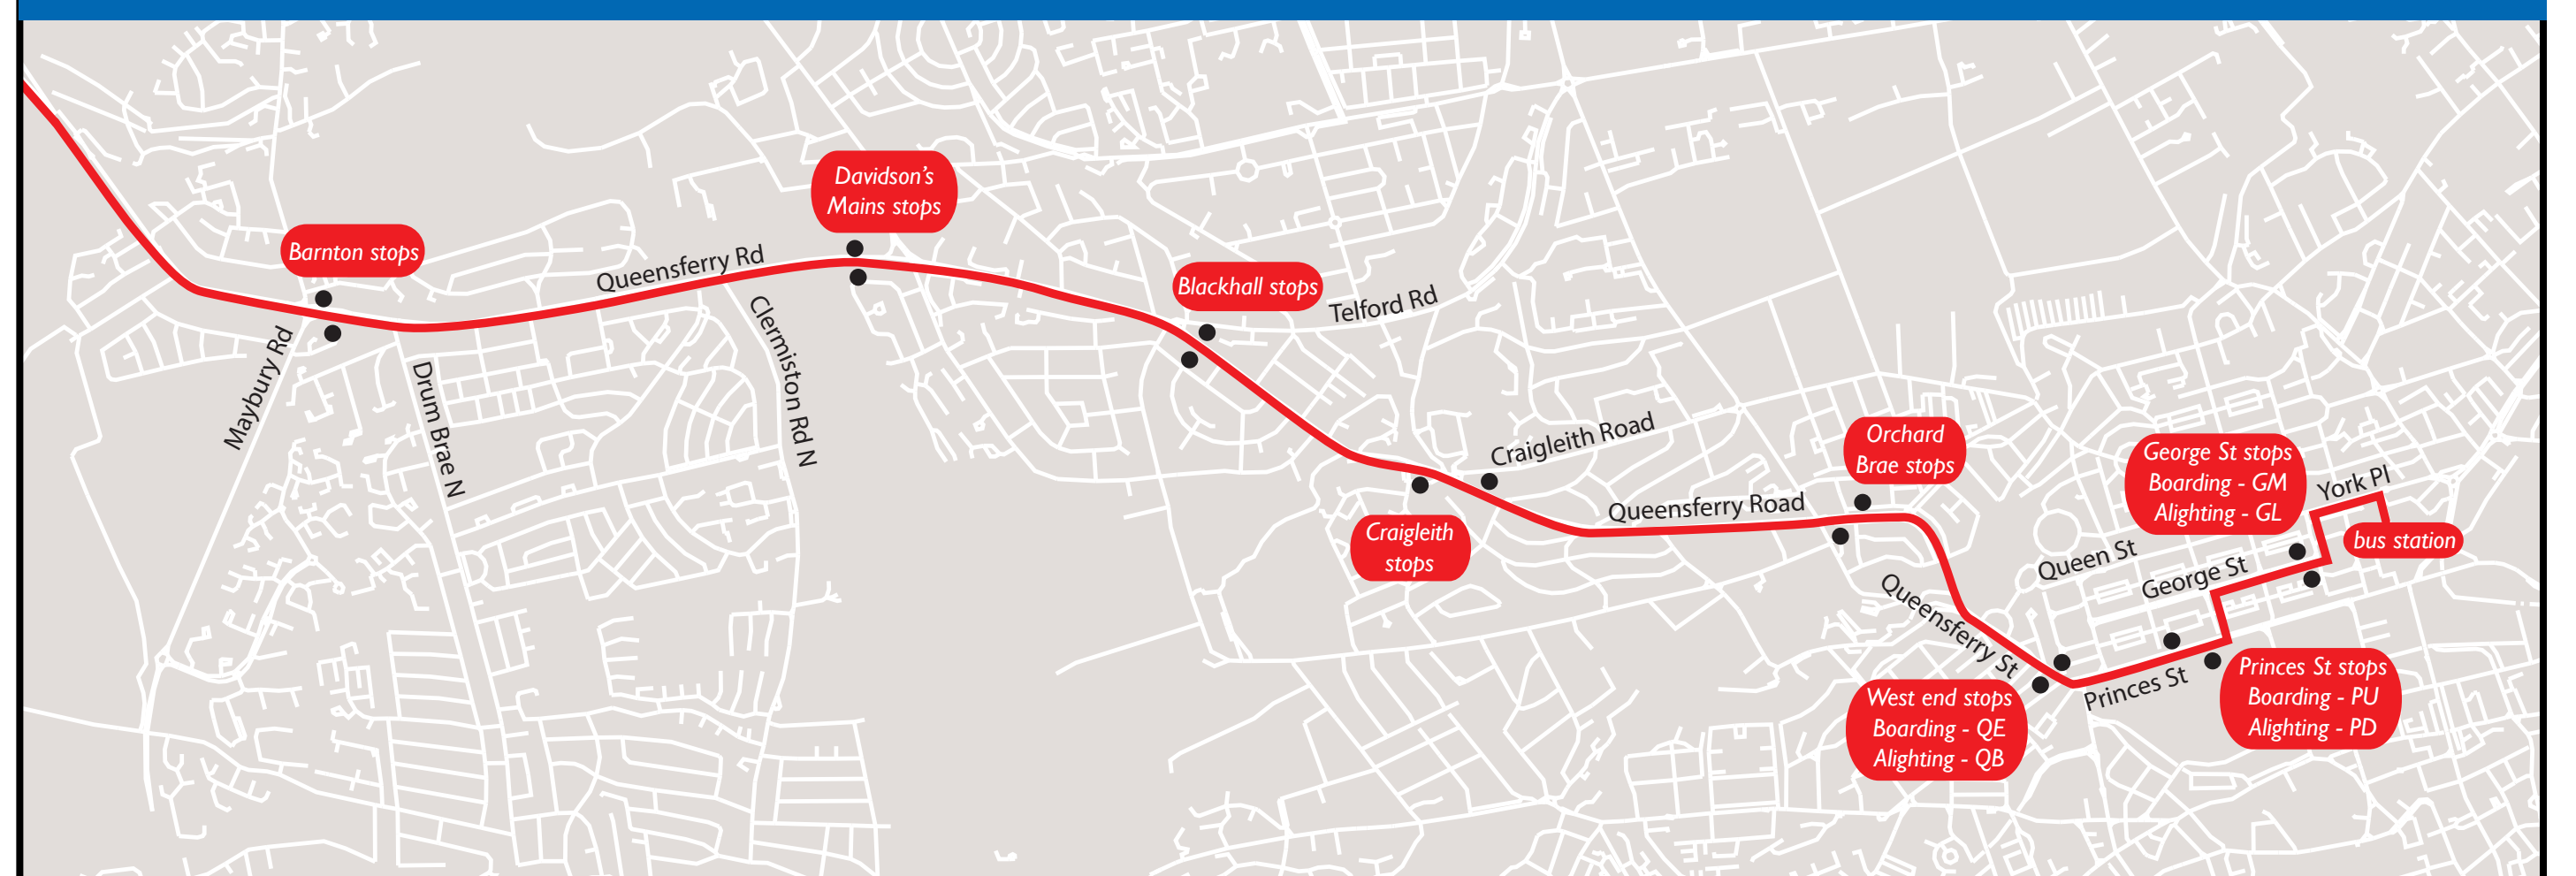 Davidson's
Mains stops
Barnton stops
Queensferry Rd
Blackhall stops
Telford Rd
Maybury Rd
Drum Brae N
Clermiston Rd N
Craigleith Road
Craigleith
stops
Queensferry Road
Orchard
Brae stops
George St stops
Boarding - GM
Alighting - GL
York Pl
bus station
Queen St
George St
Queensferry St
Princes St
West end stops
Boarding - QE
Alighting - QB
Princes St stops
Boarding - PU
Alighting - PD